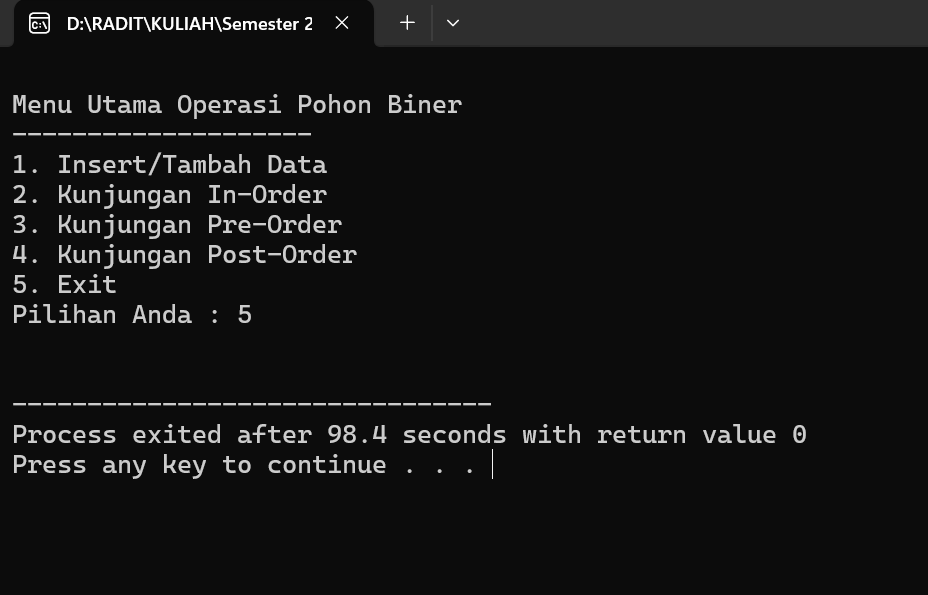 D:\RADIT\KULIAH\Semester 2
Menu Utama Operasi Pohon Biner
--------------------
1. Insert/Tambah Data
2. Kunjungan In-Order
3. Kunjungan Pre-Order
4. Kunjungan Post-Order
5. Exit
Pilihan Anda : 5
--------------------------------
Process exited after 98.4 seconds with return value 0
Press any key to continue . . .